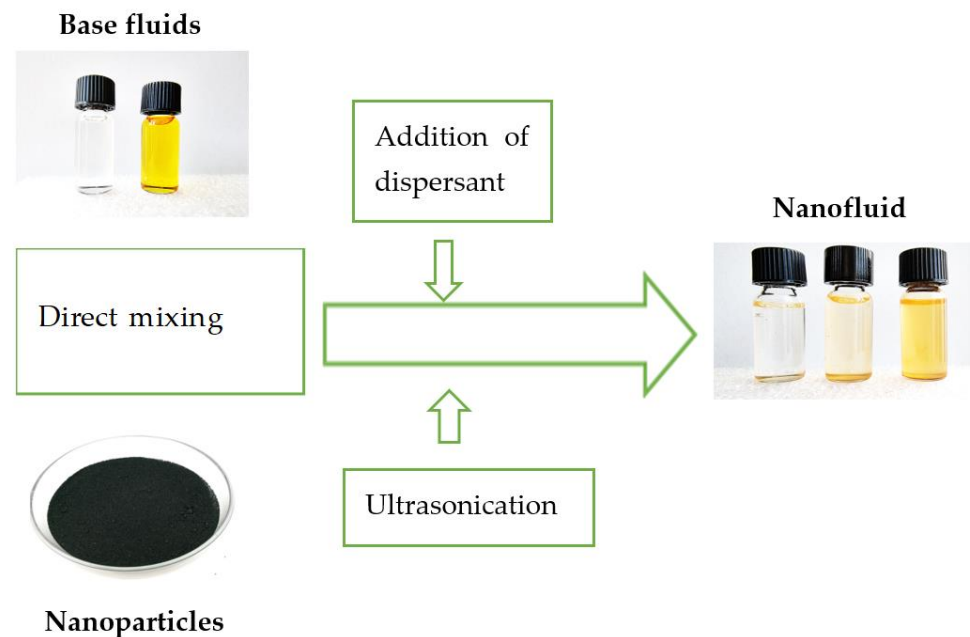 Base fluids
Addition of
dispersant
Nanofluid
Direct mixing
Ultrasonication
Nanoparticles